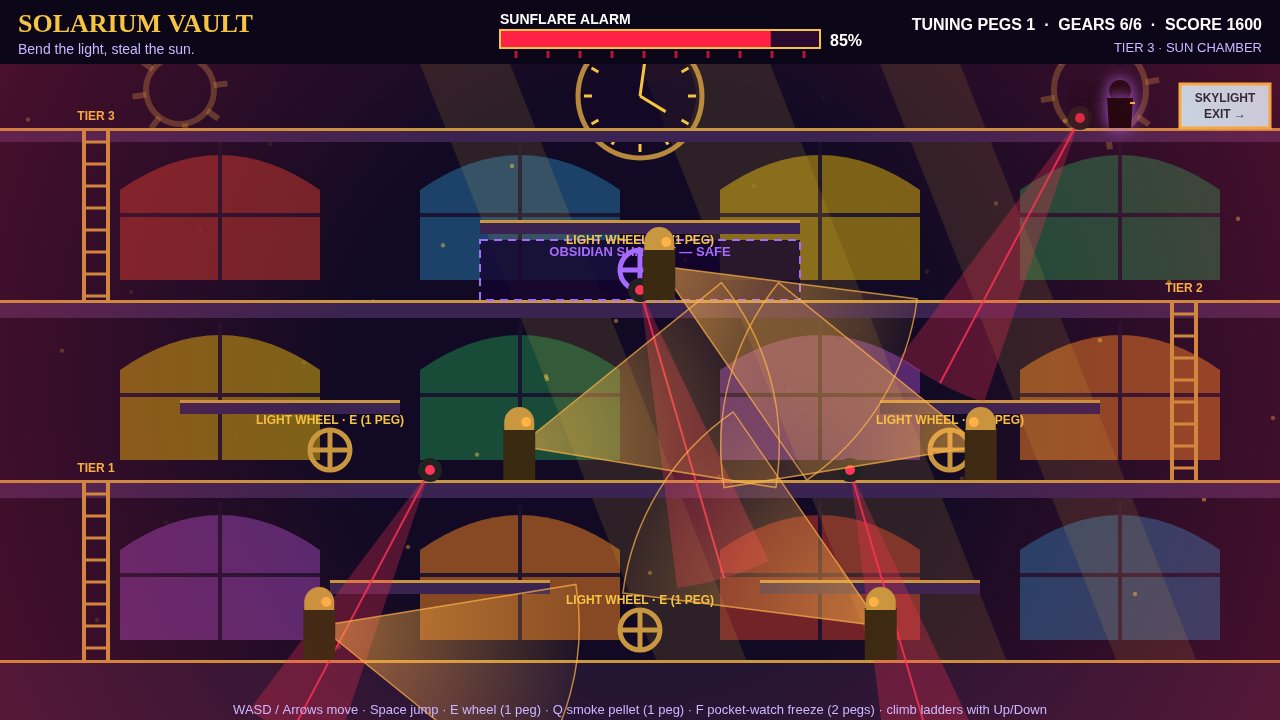 SOLARIUM VAULT
Bend the light, steal the sun.
SUNFLARE ALARM
85%
TUNING PEGS 1 · GEARS 6/6 · SCORE 1600
TIER 3 · SUN CHAMBER
SKYLIGHT
EXIT →
TIER 3
LIGHT WHEEL 1 PEG)
OBSIDIAN — SAFE
TIER 2
LIGHT WHEEL · E (1 PEG)
LIGHT WHEEL · PEG)
TIER 1
LIGHT WHEEL · E (1 PEG)
WASD / Arrows move · Space jump · E wheel (1 peg) · Q smoke pellet (1 peg) · F pocket-watch freeze (2 pegs) · climb ladders with Up/Down